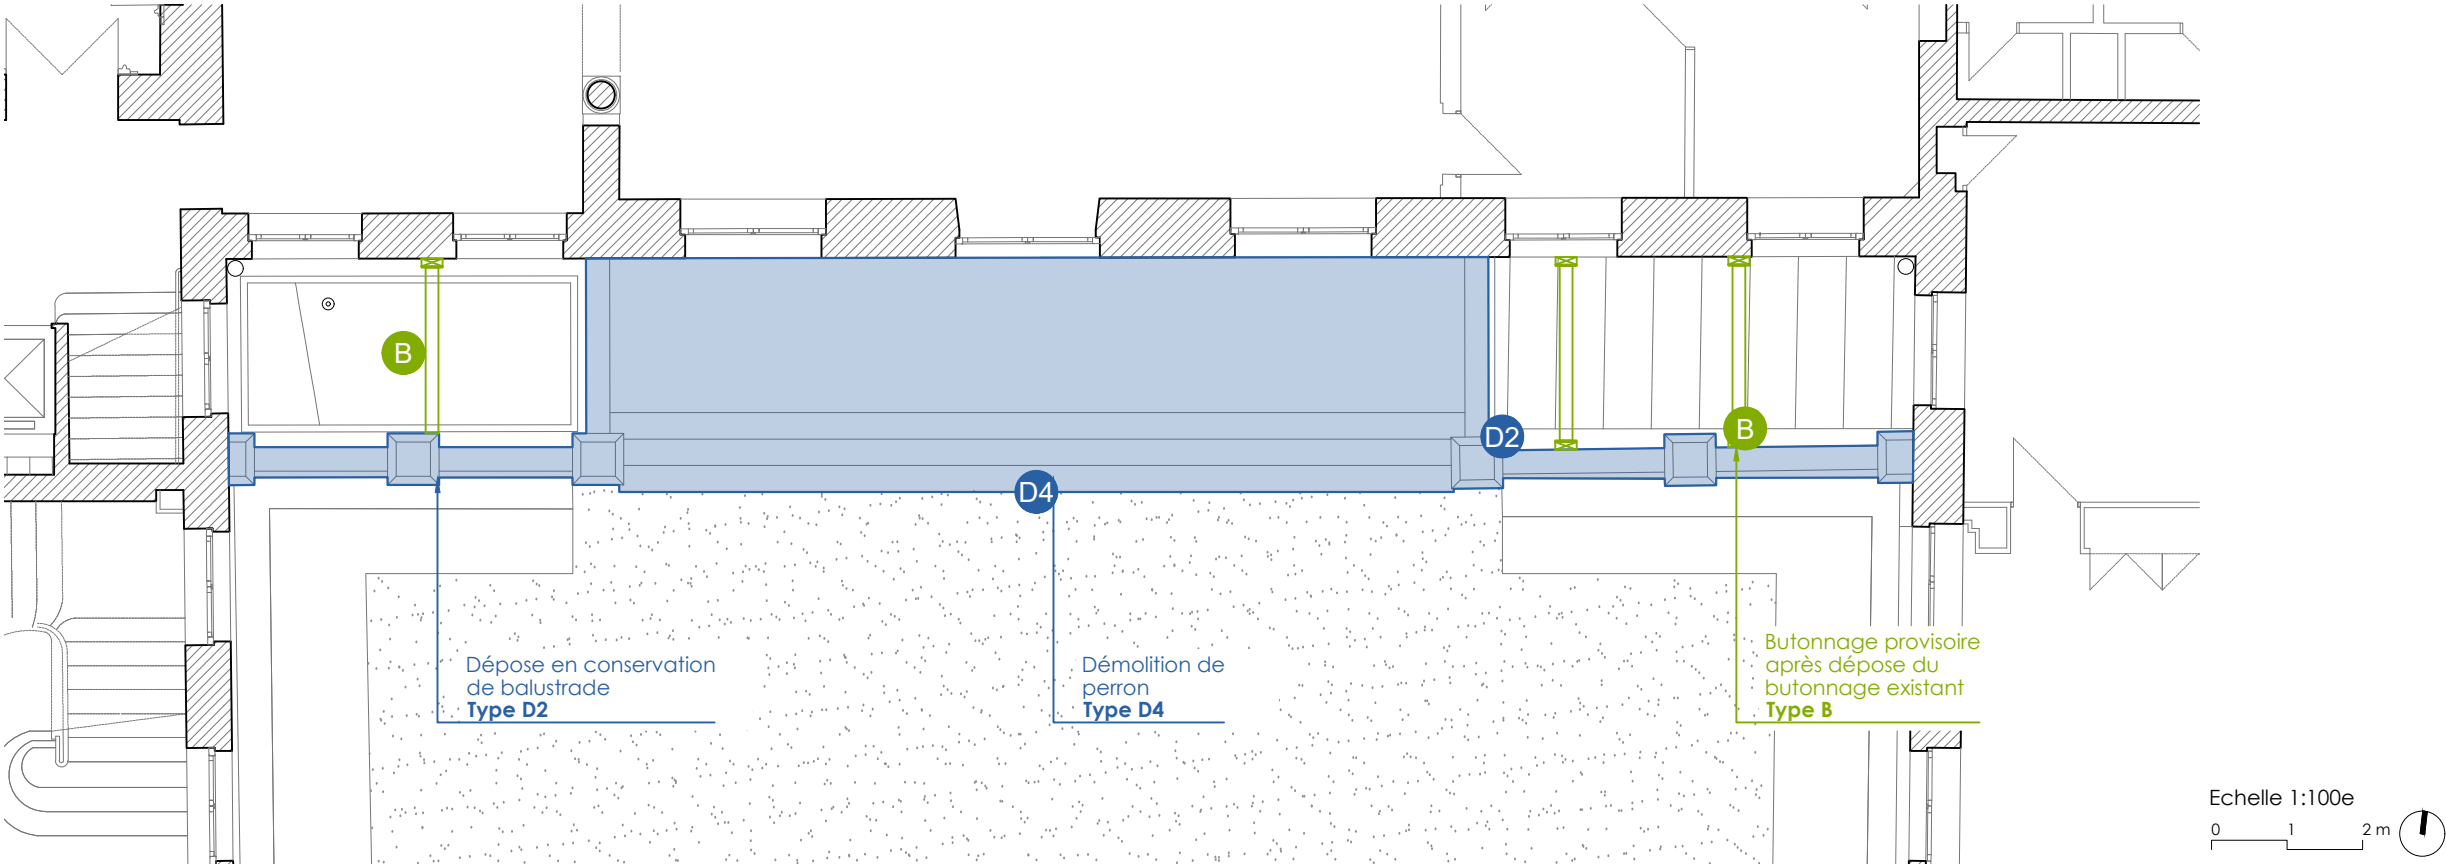 B
D2
B
D4
Dépose en conservation
de balustrade
Type D2
Démolition de
perron
Type D4
Butonnage provisoire
après dépose du
butonnage existant
Type B
Echelle 1:100e
0 1 2 m